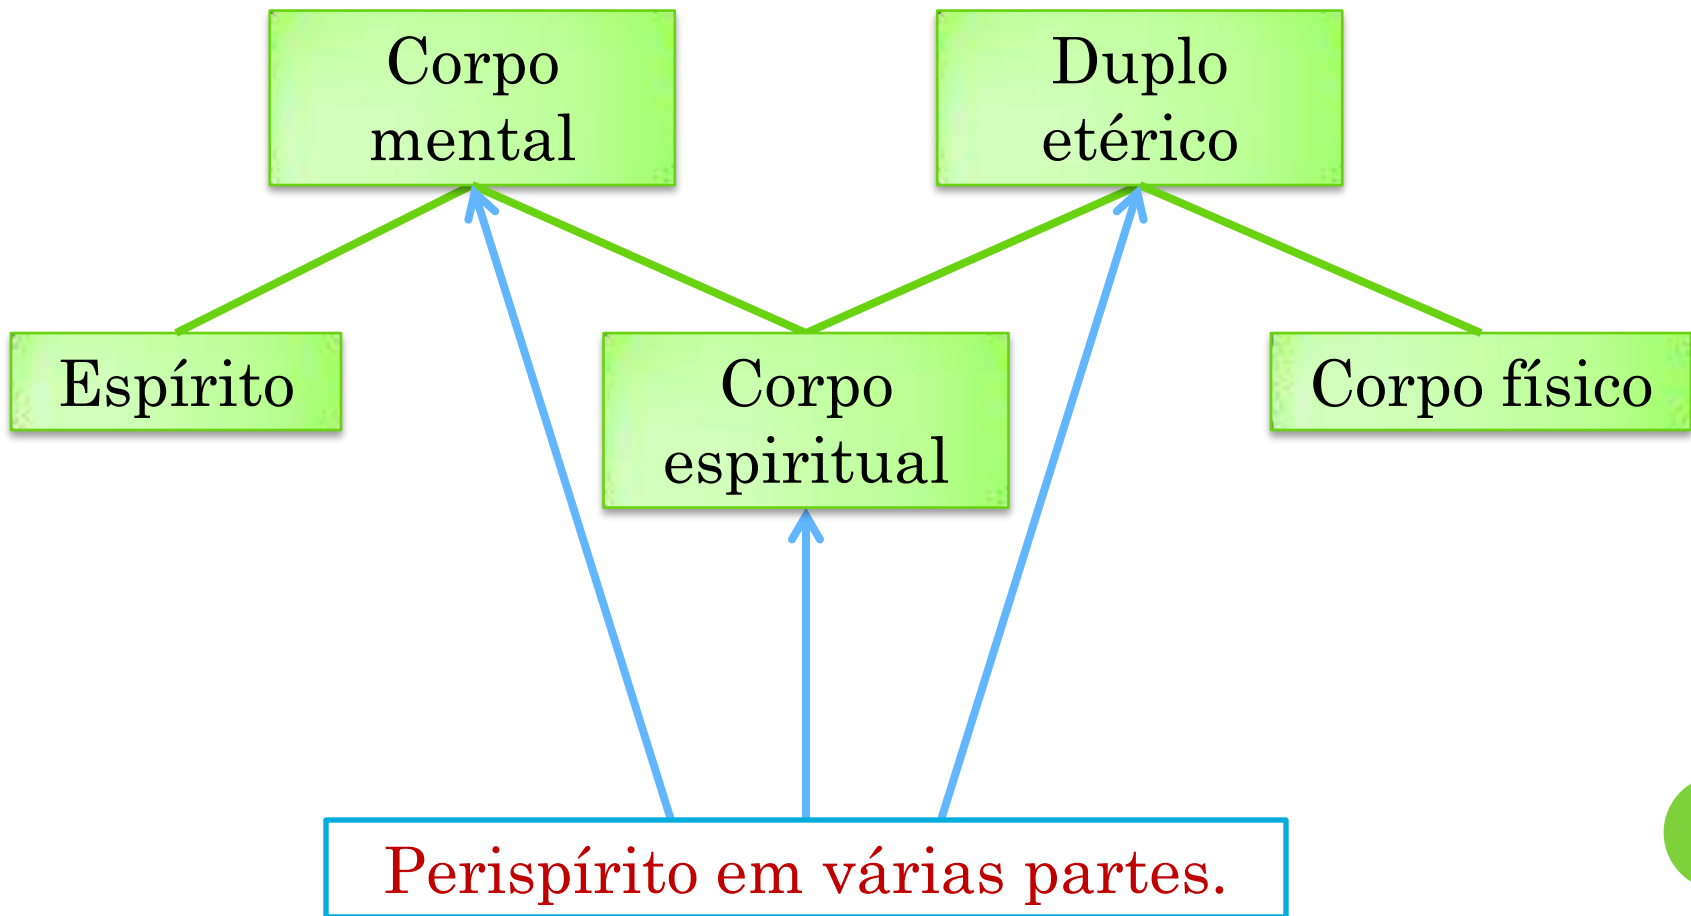 Corpo
mental
Duplo
etérico
Espírito
Corpo
espiritual
Corpo físico
Perispírito em várias partes.